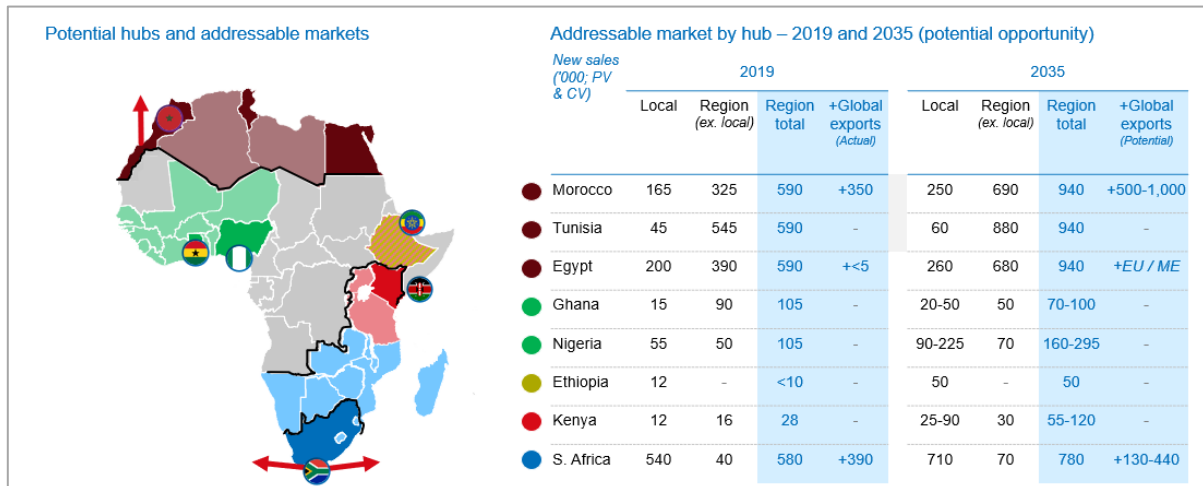 Potential hubs and addressable markets
Addressable market by hub – 2019 and 2035 (potential opportunity)
New sales ('000; PV & CV) 2019 2035
Local Region (ex. local) Region total +Global exports (Actual) Local Region (ex. local) Region total +Global exports (Potential)
Morocco 165 325 590 +350 250 690 940 +500-1,000
Tunisia 45 545 590 - 60 880 940 -
Egypt 200 390 590 +<5 260 680 940 +EU / ME
Ghana 15 90 105 - 20-50 50 70-100 -
Nigeria 55 50 105 - 90-225 70 160-295 -
Ethiopia 12 - <10 - 50 - 50 -
Kenya 12 16 28 - 25-90 30 55-120 -
S. Africa 540 40 580 +390 710 70 780 +130-440